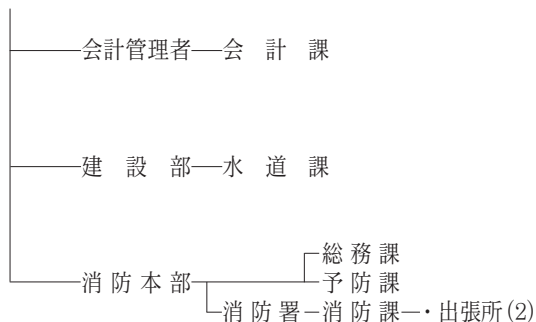 会計管理者 会計課
建設部 水道課
総務課
消防本部 予防課
消防署 消防課 ・出張所(2)